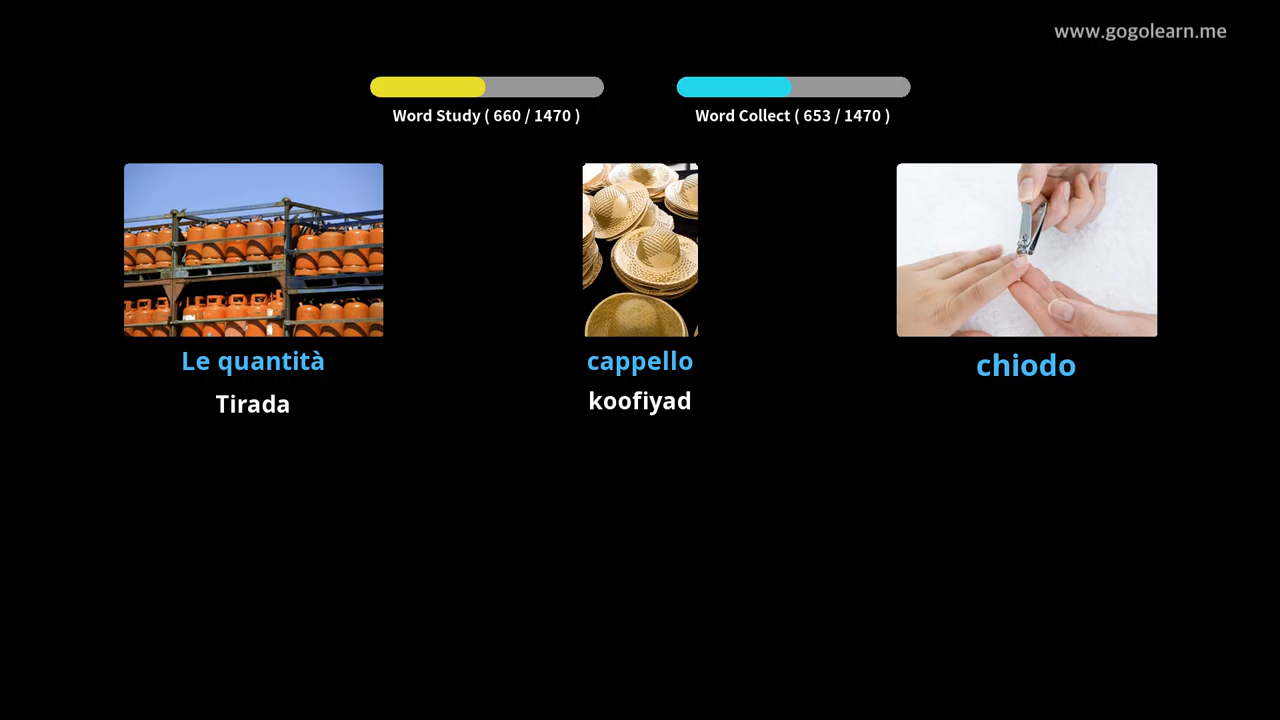 www.gogolearn.me
Word Study ( 660 / 1470 )
Word Collect ( 653 / 1470 )
Le quantità
Tirada
cappello
koofiyad
chiodo